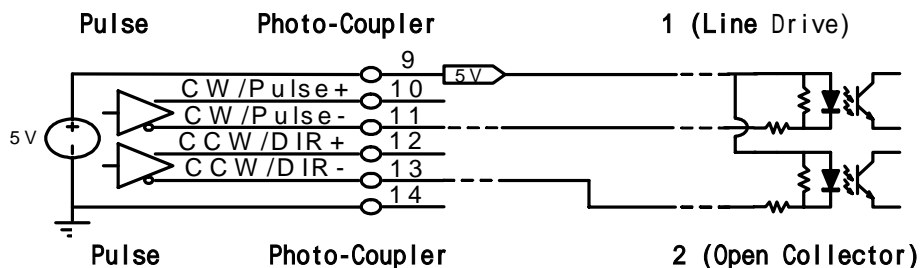 Pulse Photo-Coupler 1 (Line Drive)
9
5V
CW/Pulse+ 10
CW/Pulse- 11
5V
+
-
CCW/DIR+ 12
CCW/DIR- 13
14
Pulse Photo-Coupler 2 (Open Collector)